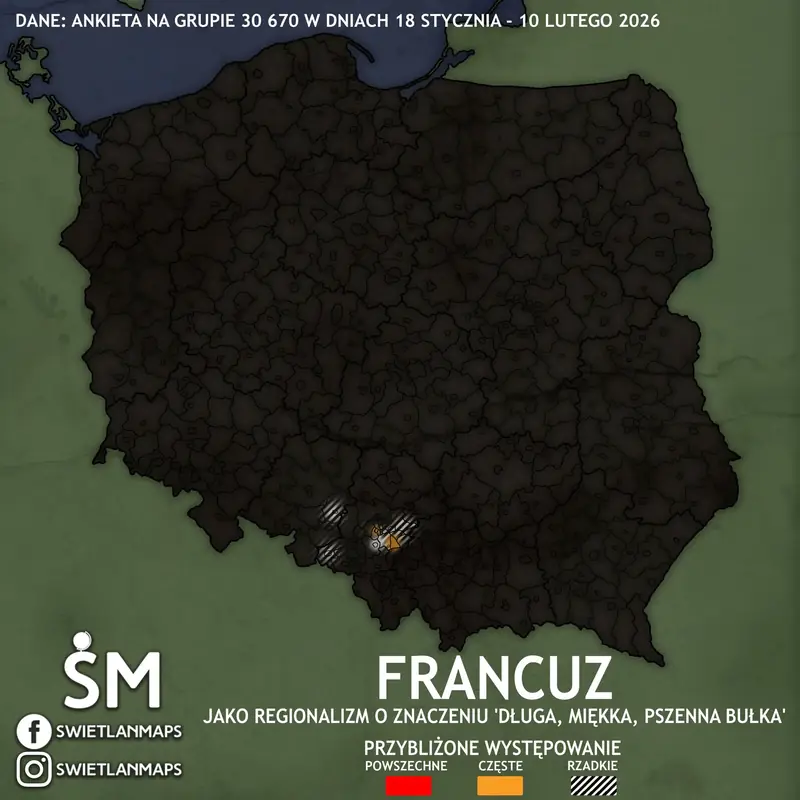 DANE: ANKIETA NA GRUPIE 30 670 W DNIACH 18 STYCZNIA - 10 LUTEGO 2026
ŚM
SWIETLANMAPS
SWIETLANMAPS
FRANCUZ
JAKO REGIONALIZM O ZNACZENIU 'DŁUGA, MIĘKKA, PSZENNA BUŁKA'
PRZYBLIŻONE WYSTĘPOWANIE
POWSZECHNE CZĘSTE RZADKIE